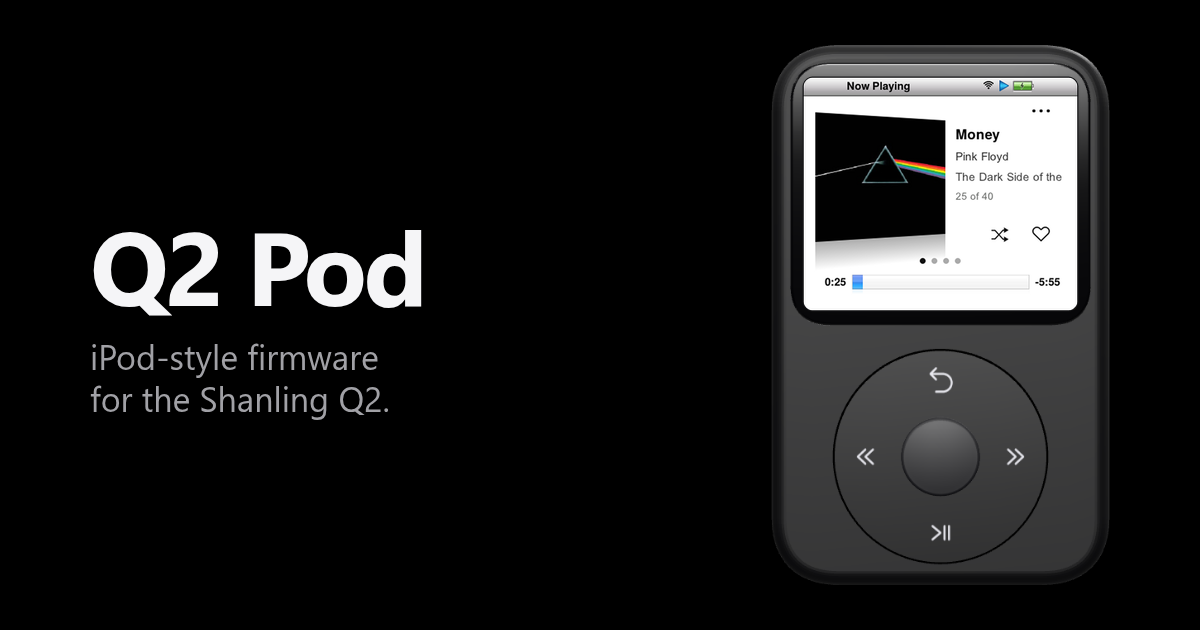 Q2 Pod
iPod-style firmware
for the Shanling Q2.
Now Playing
Money
Pink Floyd
The Dark Side of the
25 of 40
0:25
-5:55